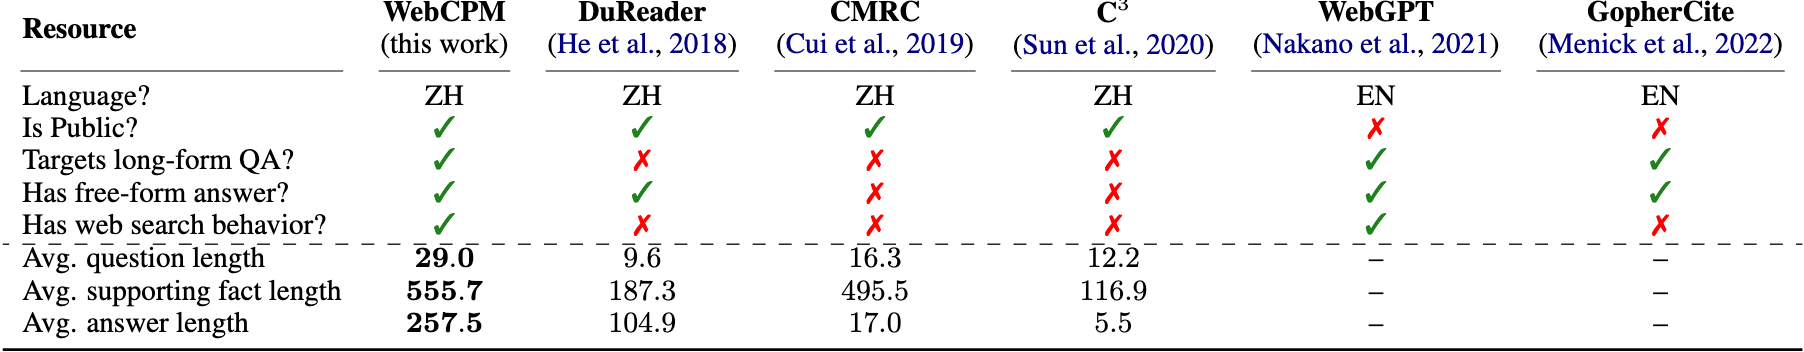 Resource WebCPM DuReader CMRC C³ WebGPT GopherCite
(this work) (He et al., 2018) (Cui et al., 2019) (Sun et al., 2020) (Nakano et al., 2021) (Menick et al., 2022)
Language? ZH ZH ZH ZH EN EN
Is Public? ✓ ✓ ✓ ✓ ✗ ✗
Targets long-form QA? ✓ ✗ ✗ ✗ ✓ ✓
Has free-form answer? ✓ ✓ ✗ ✗ ✓ ✓
Has web search behavior? ✓ ✗ ✗ ✗ ✓ ✗
Avg. question length 29.0 9.6 16.3 12.2 – –
Avg. supporting fact length 555.7 187.3 495.5 116.9 – –
Avg. answer length 257.5 104.9 17.0 5.5 – –